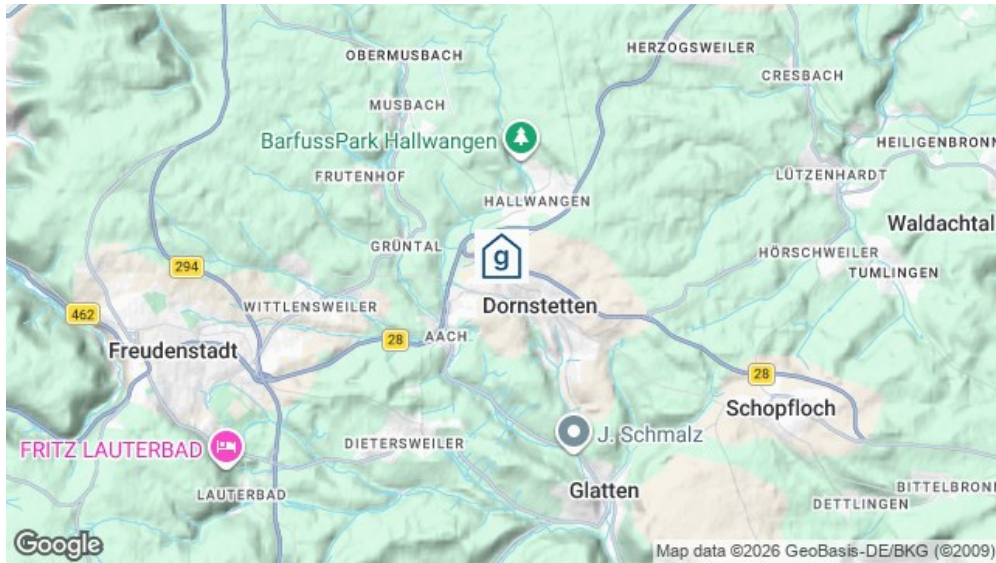 OBERMUSBACH
HERZOGSWEILER
CRESBACH
MUSBACH
BarfussPark Hallwangen
HEILIGENBRONN
FRUTENHOF
LÜTZENHARDT
HALLWANGEN
Waldachtal
GRÜNTAL
g
HÖRSCHWEILER
TUMLINGEN
294
WITTLENSWEILER
Dornstetten
462
28
AACH
Freudenstadt
28
Schopfloch
FRITZ LAUTERBAD
DIETERSWEILER
J. Schmalz
LAUTERBAD
Glatten
BITTELBRONN
DETTLINGEN
Google
Map data ©2026 GeoBasis-DE/BKG (©2009)